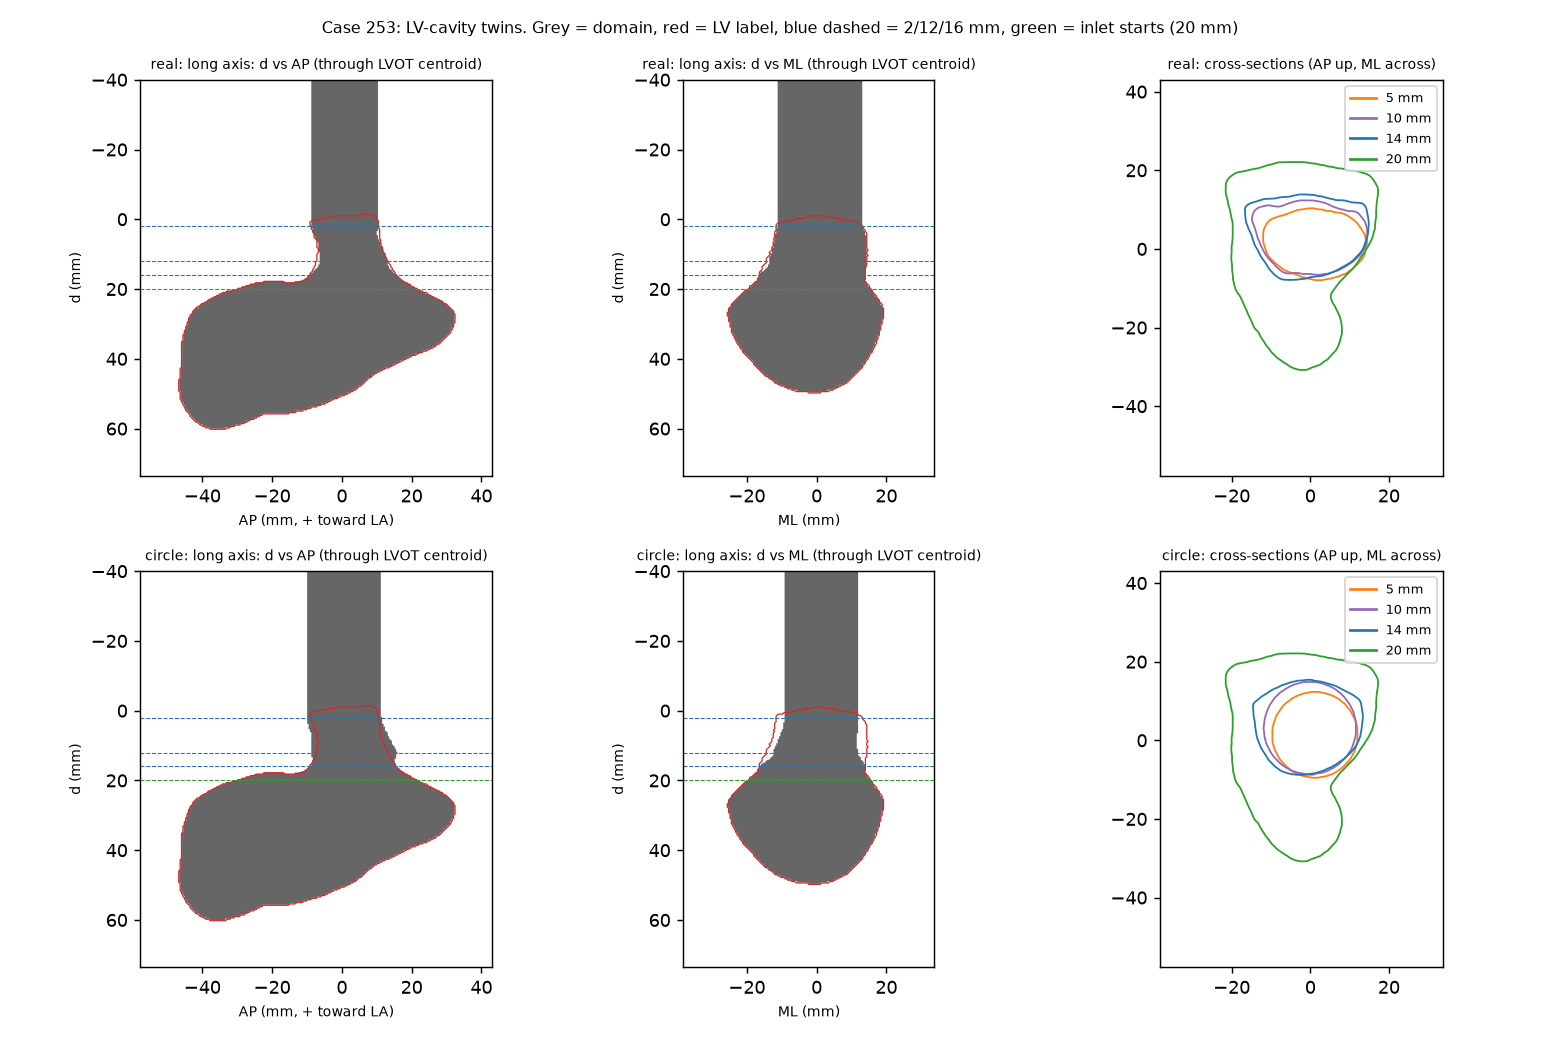 Case 253: LV-cavity twins. Grey = domain, red = LV label, blue dashed = 2/12/16 mm, green = inlet starts (20 mm)
real: long axis: d vs AP (through LVOT centroid)
−40
−20
0
20
40
60
d (mm)
−40 −20 0 20 40
AP (mm, + toward LA)
real: long axis: d vs ML (through LVOT centroid)
−40
−20
0
20
40
60
d (mm)
−20 0 20
ML (mm)
real: cross-sections (AP up, ML across)
40
20
0
−20
−40
−20 0 20
5 mm
10 mm
14 mm
20 mm
circle: long axis: d vs AP (through LVOT centroid)
−40
−20
0
20
40
60
d (mm)
−40 −20 0 20 40
AP (mm, + toward LA)
circle: long axis: d vs ML (through LVOT centroid)
−40
−20
0
20
40
60
d (mm)
−20 0 20
ML (mm)
circle: cross-sections (AP up, ML across)
40
20
0
−20
−40
−20 0 20
5 mm
10 mm
14 mm
20 mm